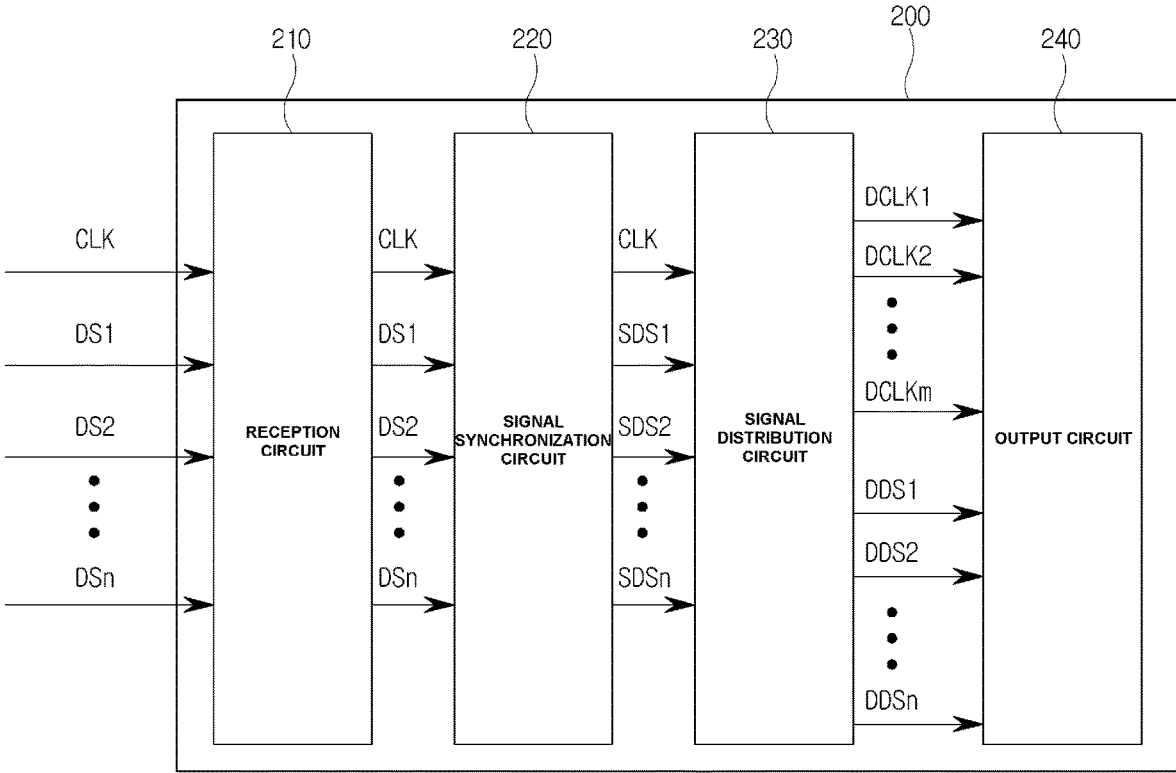 200
210
220
230
240
CLK
DS1
DS2
DSn
RECEPTION
CIRCUIT
CLK
DS1
DS2
DSn
SIGNAL
SYNCHRONIZATION
CIRCUIT
CLK
SDS1
SDS2
SDSn
SIGNAL
DISTRIBUTION
CIRCUIT
DCLK1
DCLK2
DCLKm
DDS1
DDS2
DDSn
OUTPUT CIRCUIT